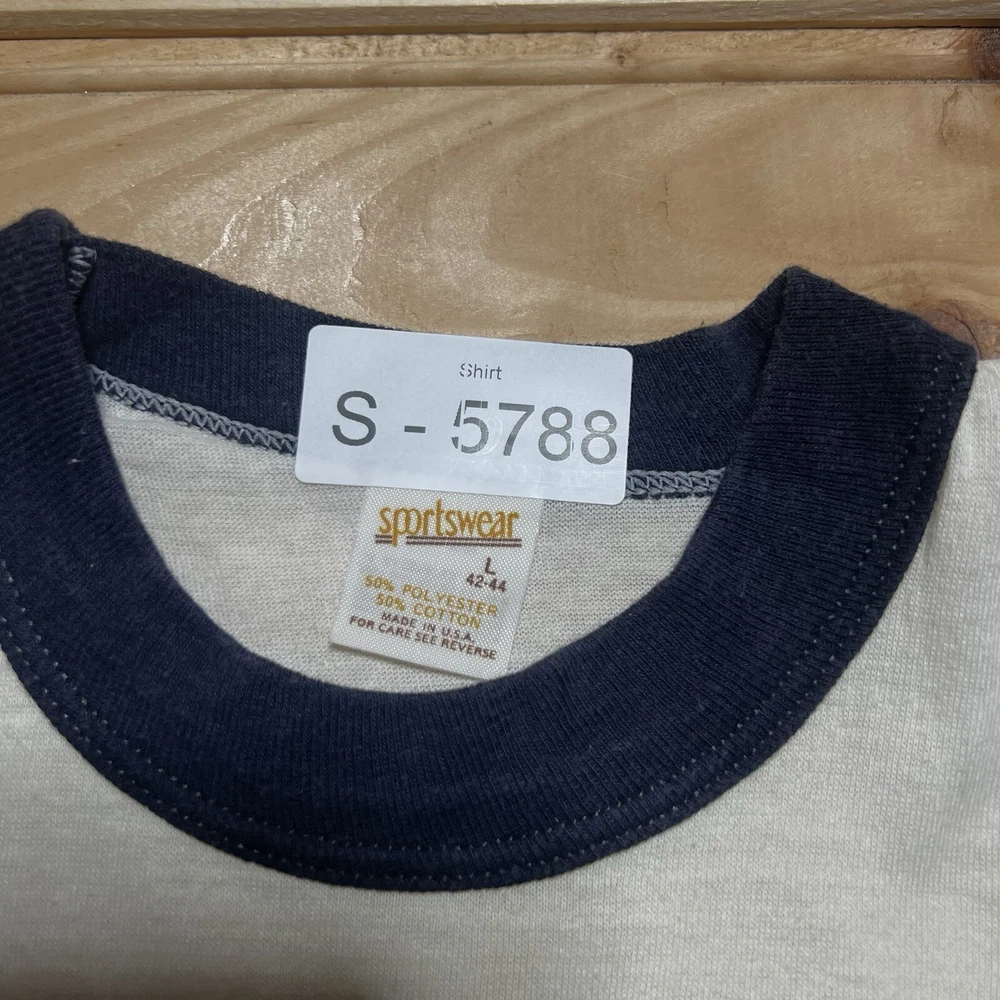 Shirt
S - 5788
sportswear
L
42-44
50% POLYESTER
50% COTTON
MADE IN U.S.A.
FOR CARE SEE REVERSE